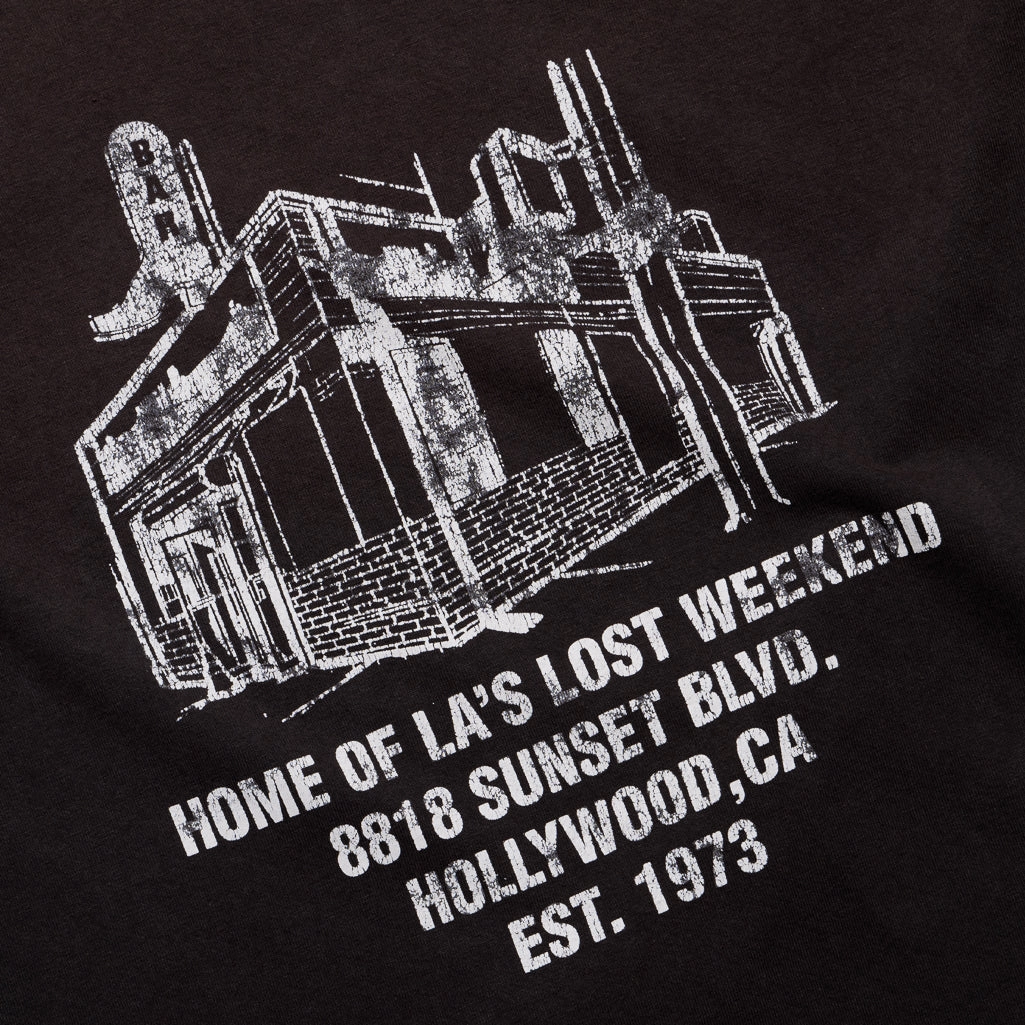 BAR
HOME OF LA'S LOST WEEKEND
8818 SUNSET BLVD.
HOLLYWOOD,CA
EST. 1973